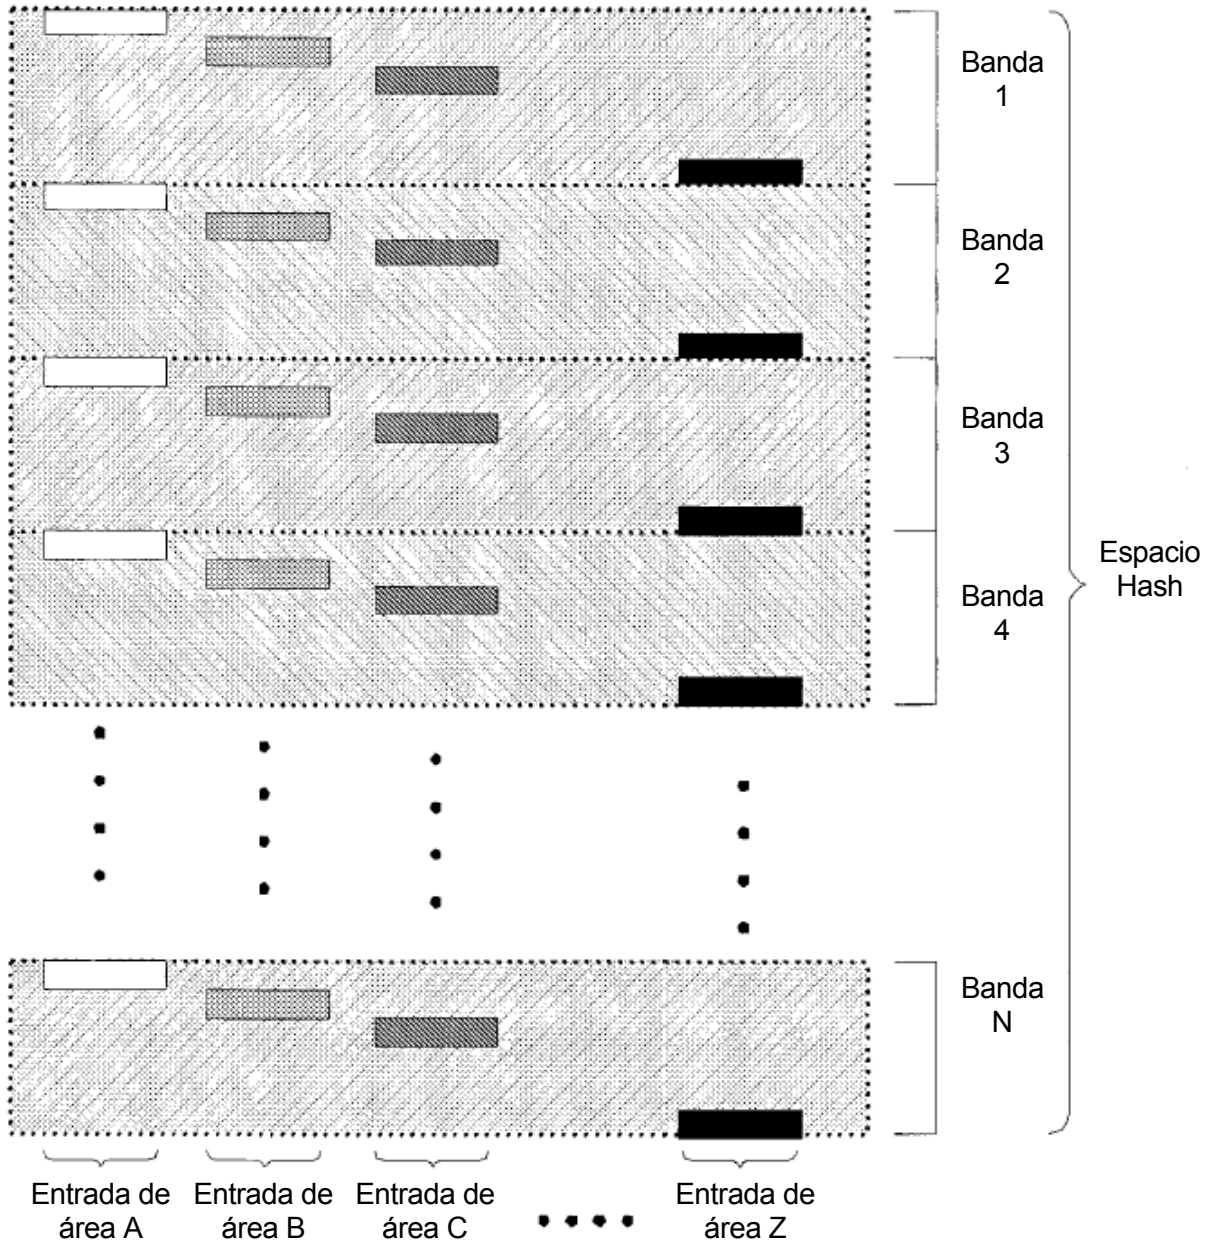 Banda
1
Banda
2
Banda
3
Banda
4
Espacio
Hash
Banda
N
Entrada de
área A
Entrada de
área B
Entrada de
área C
Entrada de
área Z